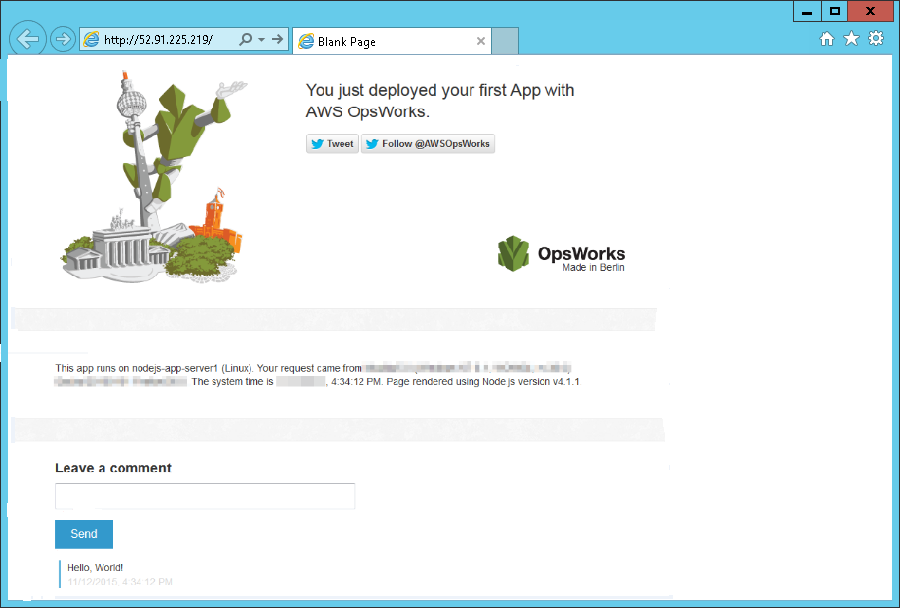 http://52.91.225.219/
Blank Page
You just deployed your first App with
AWS OpsWorks.
Tweet
Follow @AWSOpsWorks
OpsWorks
Made in Berlin
This app runs on nodejs-app-server1 (Linux). Your request came from
The system time is , 4:34:12 PM. Page rendered using Node.js version v4.1.1
Leave a comment
Send
Hello, World!
11/12/2015, 4:34:12 PM